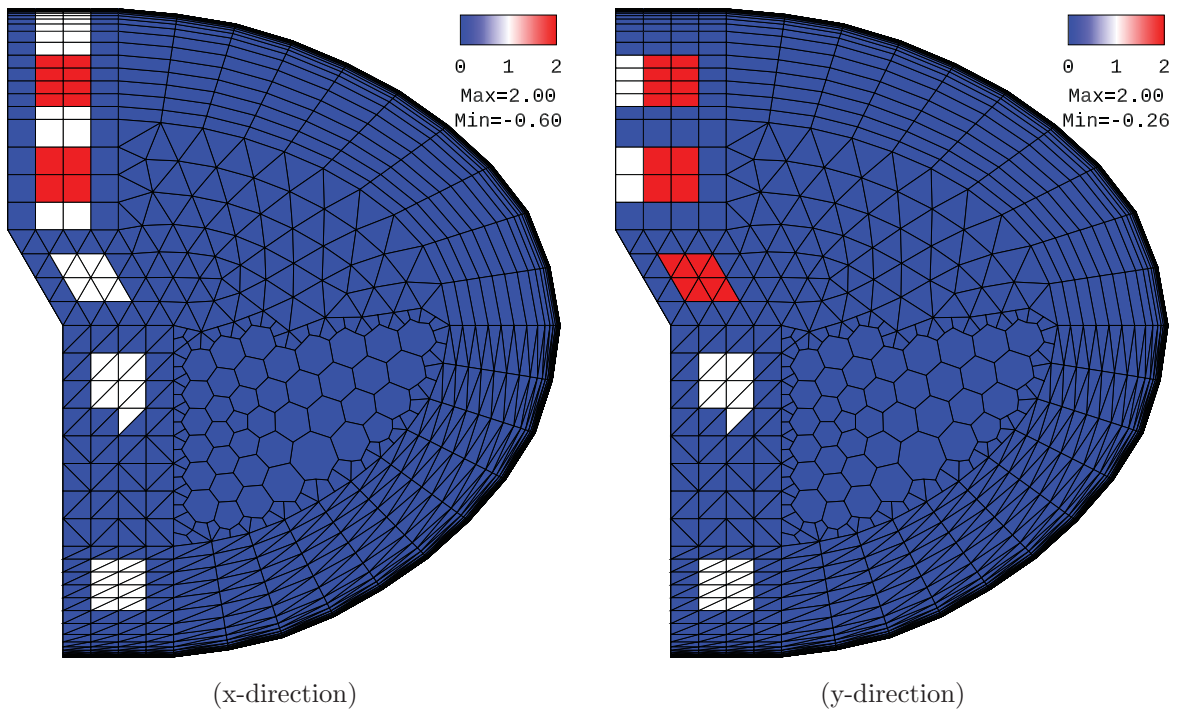 0 1 2
Max=2.00
Min=-0.60
0 1 2
Max=2.00
Min=-0.26
(x-direction)
(y-direction)